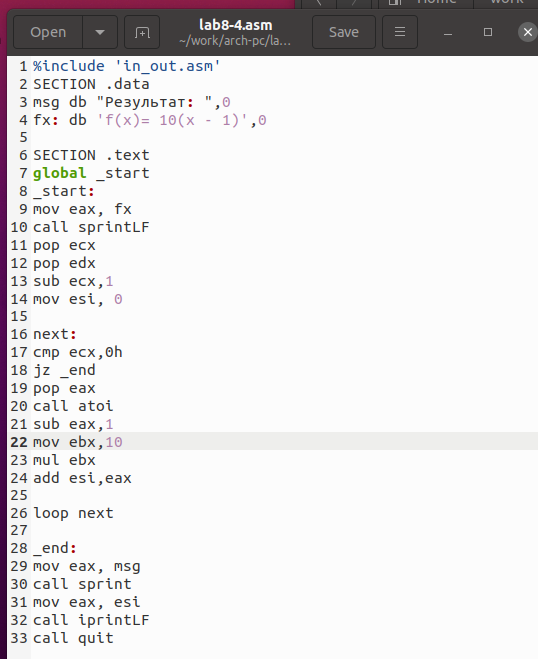 Home work
Open lab8-4.asm Save
~/work/arch-pc/la...
1 %include 'in_out.asm'
2 SECTION .data
3 msg db "Результат: ",0
4 fx: db 'f(x)= 10(x - 1)',0
5
6 SECTION .text
7 global _start
8 _start:
9 mov eax, fx
10 call sprintLF
11 pop ecx
12 pop edx
13 sub ecx,1
14 mov esi, 0
15
16 next:
17 cmp ecx,0h
18 jz _end
19 pop eax
20 call atoi
21 sub eax,1
22 mov ebx,10
23 mul ebx
24 add esi,eax
25
26 loop next
27
28 _end:
29 mov eax, msg
30 call sprint
31 mov eax, esi
32 call iprintLF
33 call quit